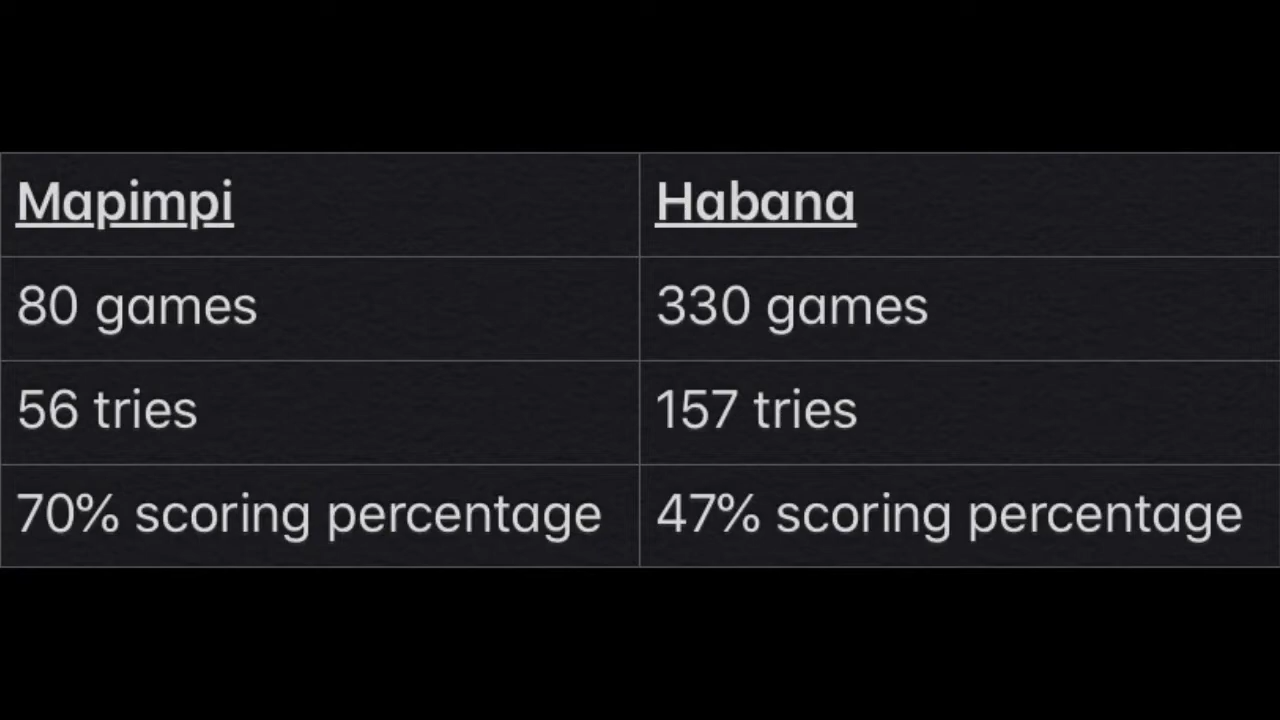 Mapimpi
Habana
80 games
330 games
56 tries
157 tries
70% scoring percentage
47% scoring percentage